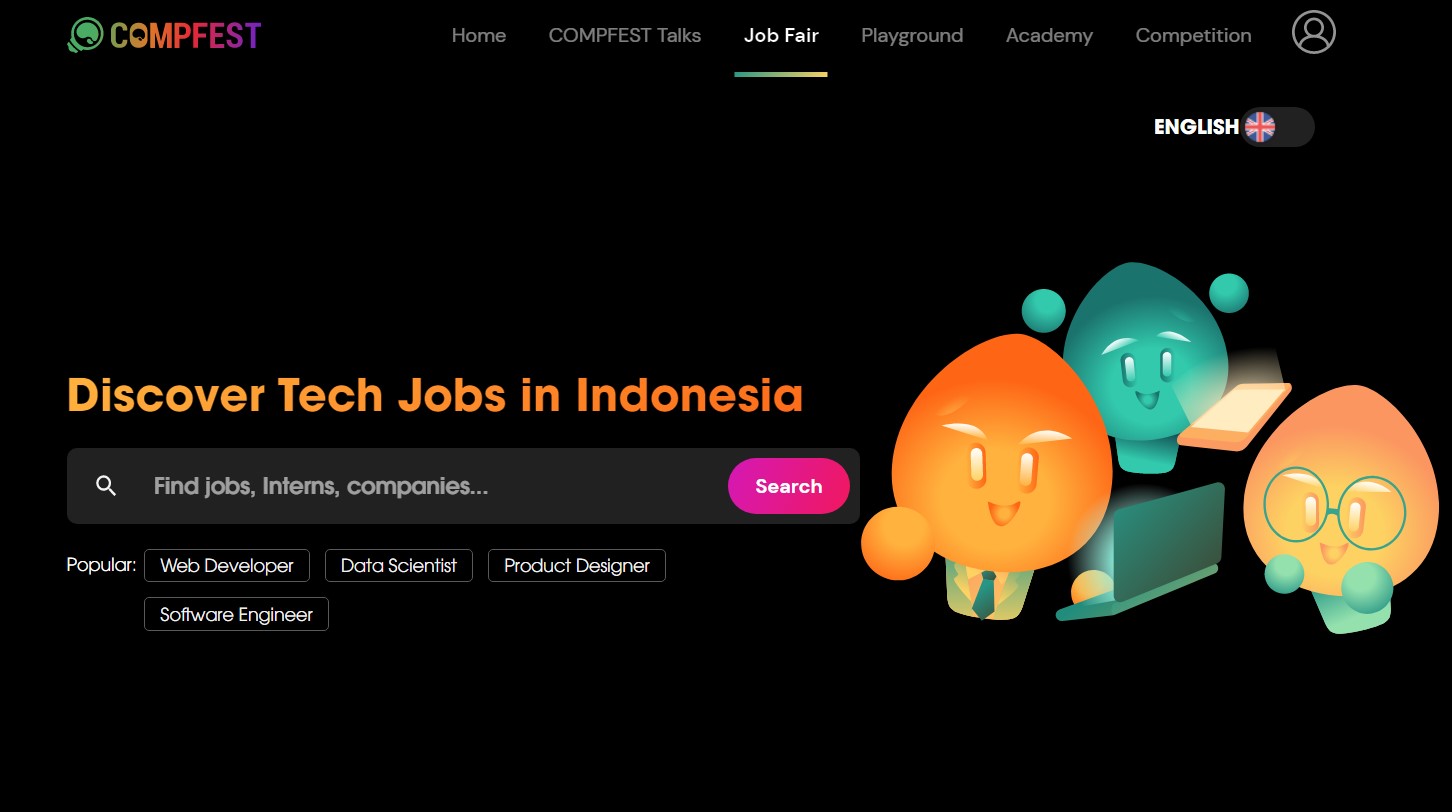 COMPFEST
Home COMPFEST Talks Job Fair Playground Academy Competition
ENGLISH
Discover Tech Jobs in Indonesia
Find jobs, Interns, companies... Search
Popular: Web Developer Data Scientist Product Designer
Software Engineer